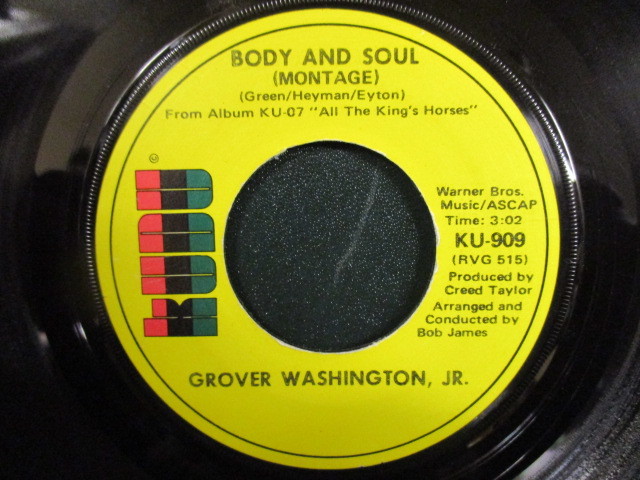 BODY AND SOUL
(MONTAGE)
(Green/Heyman/Eyton)
From Album KU-07 "All The King's Horses"
©
KUDU
Warner Bros.
Music/ASCAP
Time: 3:02
KU-909
(RVG 515)
Produced by
Creed Taylor
Arranged and
Conducted by
Bob James
GROVER WASHINGTON, JR.